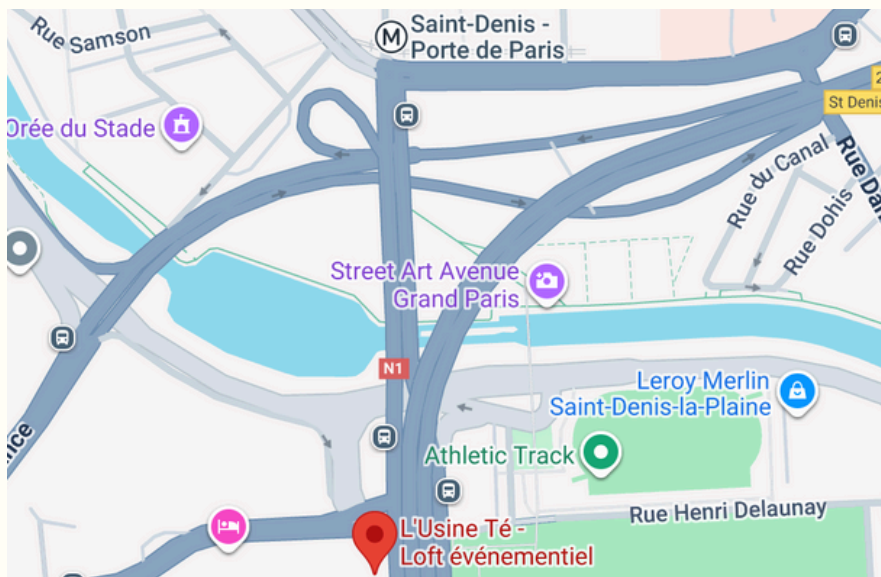 Rue Samson
Saint-Denis -
Porte de Paris
M
2
St Denis
Orée du Stade
Rue du Canal
Rue Dohis
Street Art Avenue
Grand Paris
N1
Leroy Merlin
Saint-Denis-la-Plaine
Athletic Track
Rue Henri Delaunay
L'Usine Té -
Loft événementiel